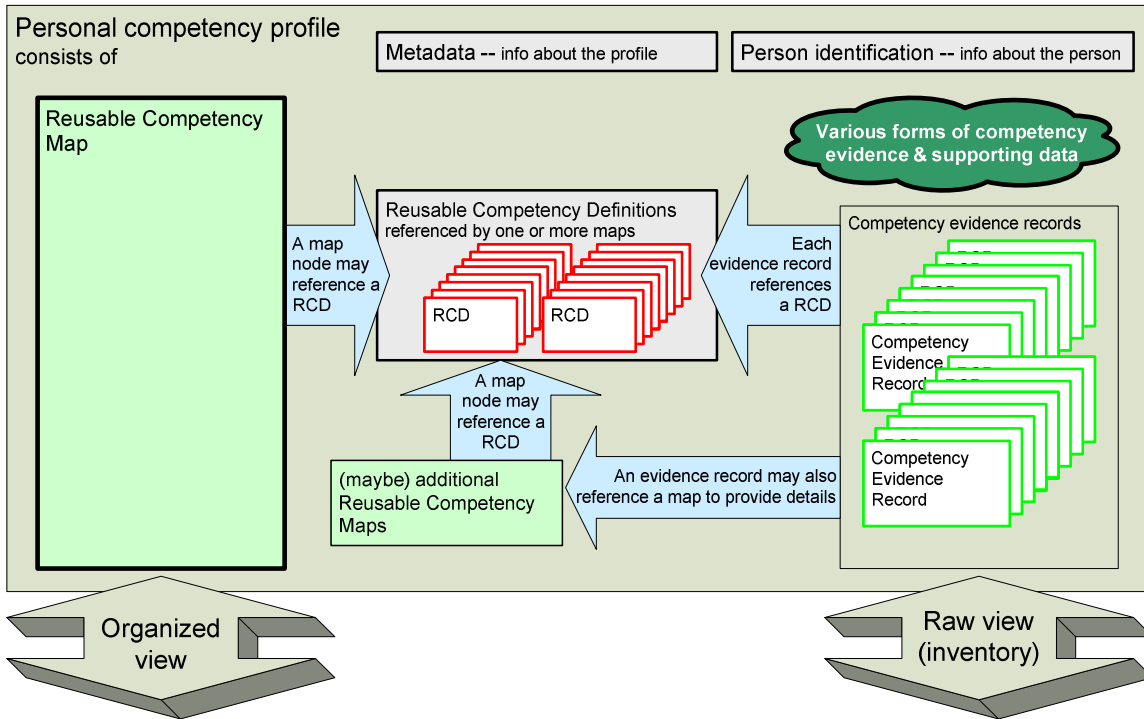 Personal competency profile
consists of
Metadata -- info about the profile
Person identification -- info about the person
Reusable Competency
Map
Various forms of competency
evidence & supporting data
A map
node may
reference a
RCD
Reusable Competency Definitions
referenced by one or more maps
RCD
RCD
Each
evidence record
references
a RCD
Competency evidence records
Competency
Evidence
Record
Competency
Evidence
Record
A map
node may
reference a
RCD
(maybe) additional
Reusable Competency
Maps
An evidence record may also
reference a map to provide details
Organized
view
Raw view
(inventory)